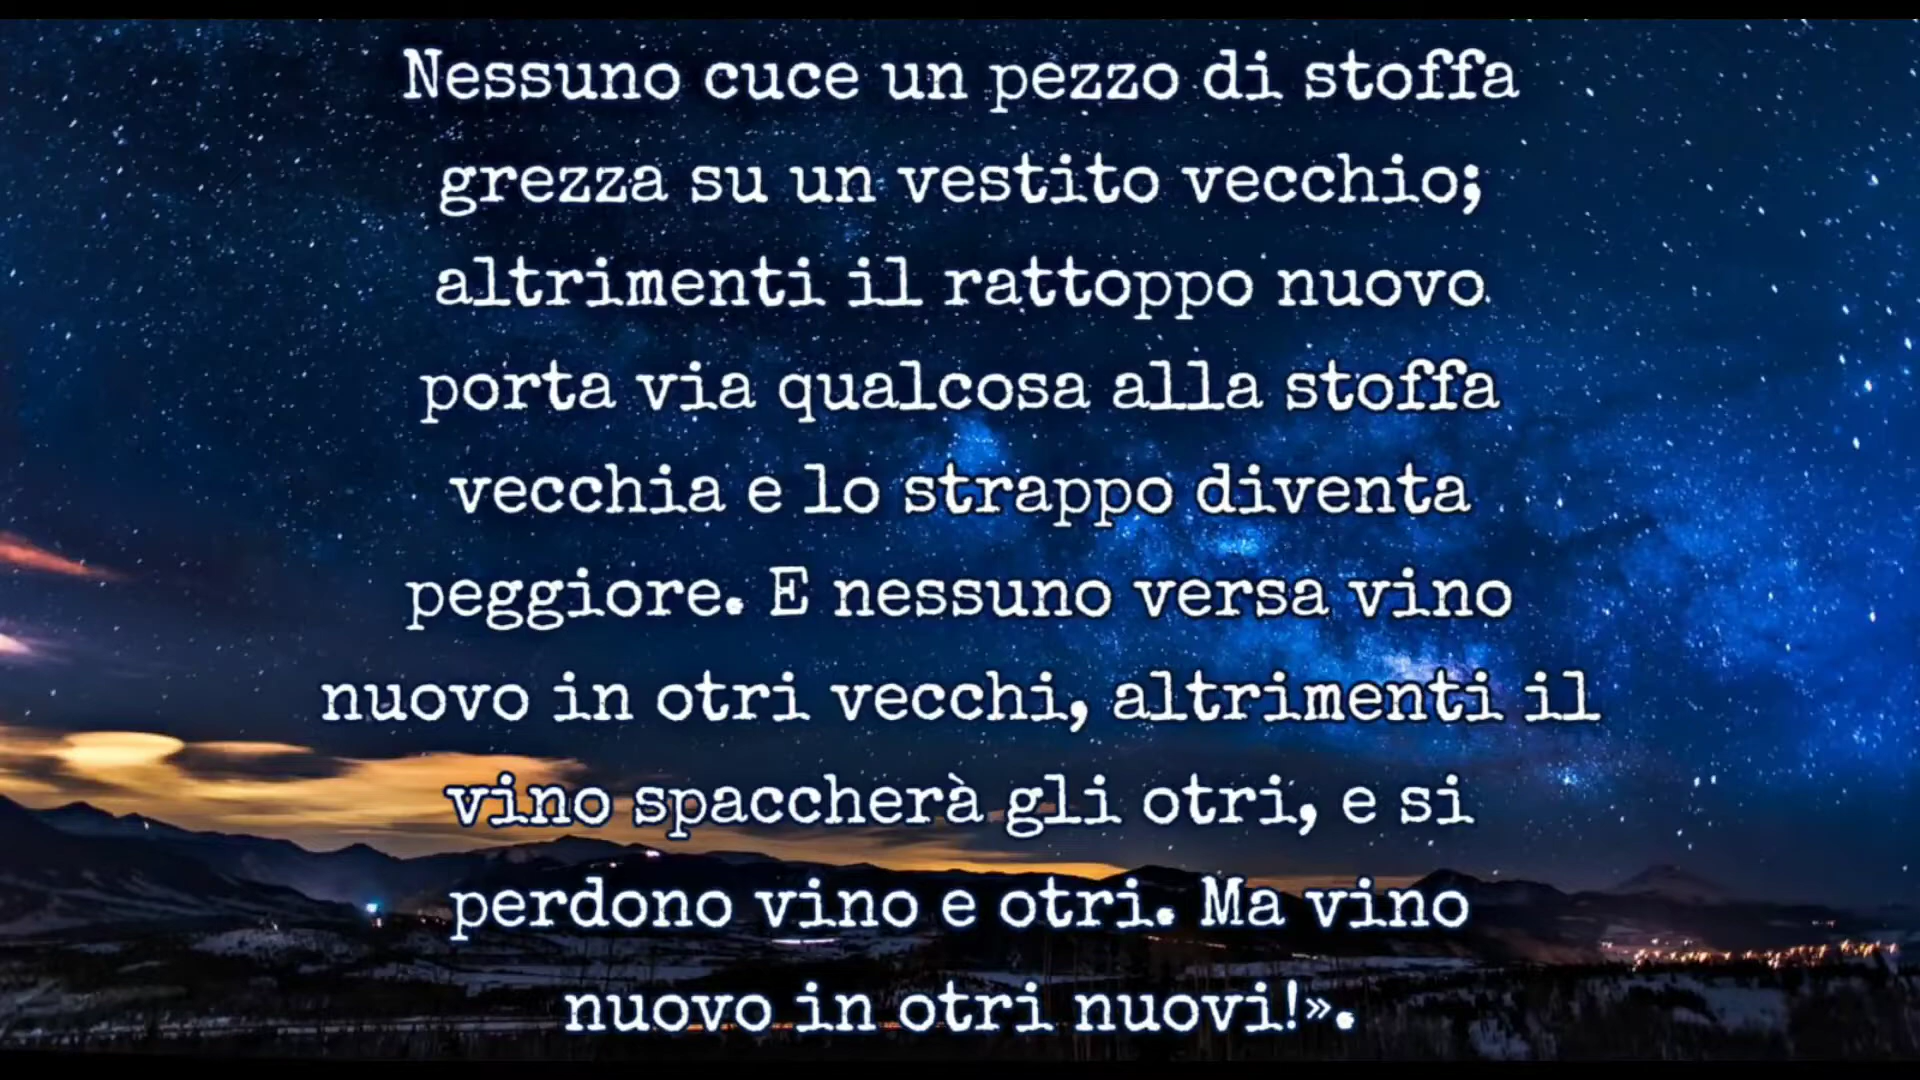 Nessuno cuce un pezzo di stoffa
grezza su un vestito vecchio;
altrimenti il rattoppo nuovo
porta via qualcosa alla stoffa
vecchia e lo strappo diventa
peggiore. E nessuno versa vino
nuovo in otri vecchi, altrimenti il
vino spaccherà gli otri, e si
perdono vino e otri. Ma vino
nuovo in otri nuovi!».